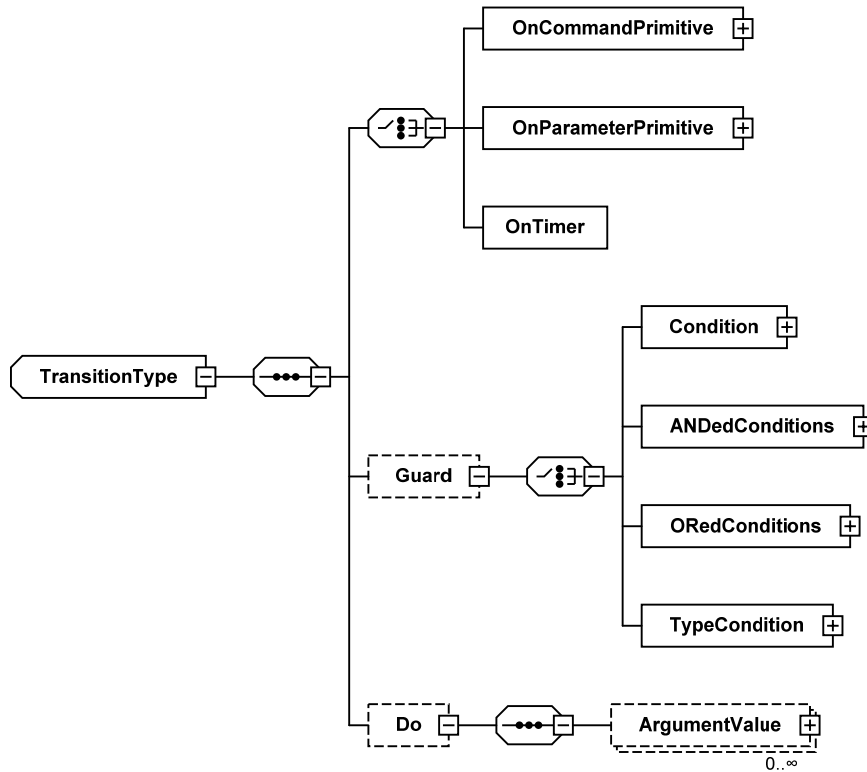 OnCommandPrimitive
OnParameterPrimitive
OnTimer
Condition
TransitionType
ANDedConditions
Guard
ORedConditions
TypeCondition
Do
ArgumentValue
0..∞